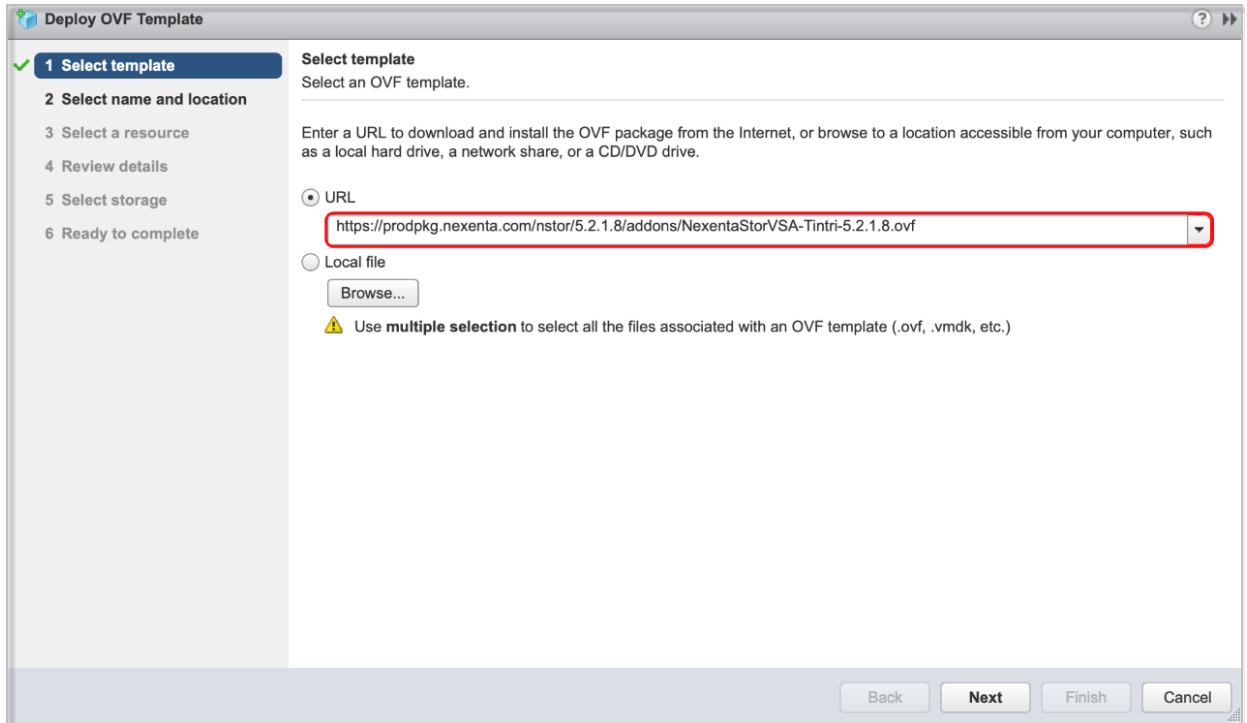 Deploy OVF Template
?
1 Select template
2 Select name and location
3 Select a resource
4 Review details
5 Select storage
6 Ready to complete
Select template
Select an OVF template.
Enter a URL to download and install the OVF package from the Internet, or browse to a location accessible from your computer, such
as a local hard drive, a network share, or a CD/DVD drive.
URL
https://prodpkg.nexenta.com/nstor/5.2.1.8/addons/NexentaStorVSA-Tintri-5.2.1.8.ovf
Local file
Browse...
Use multiple selection to select all the files associated with an OVF template (.ovf, .vmdk, etc.)
Back Next Finish Cancel